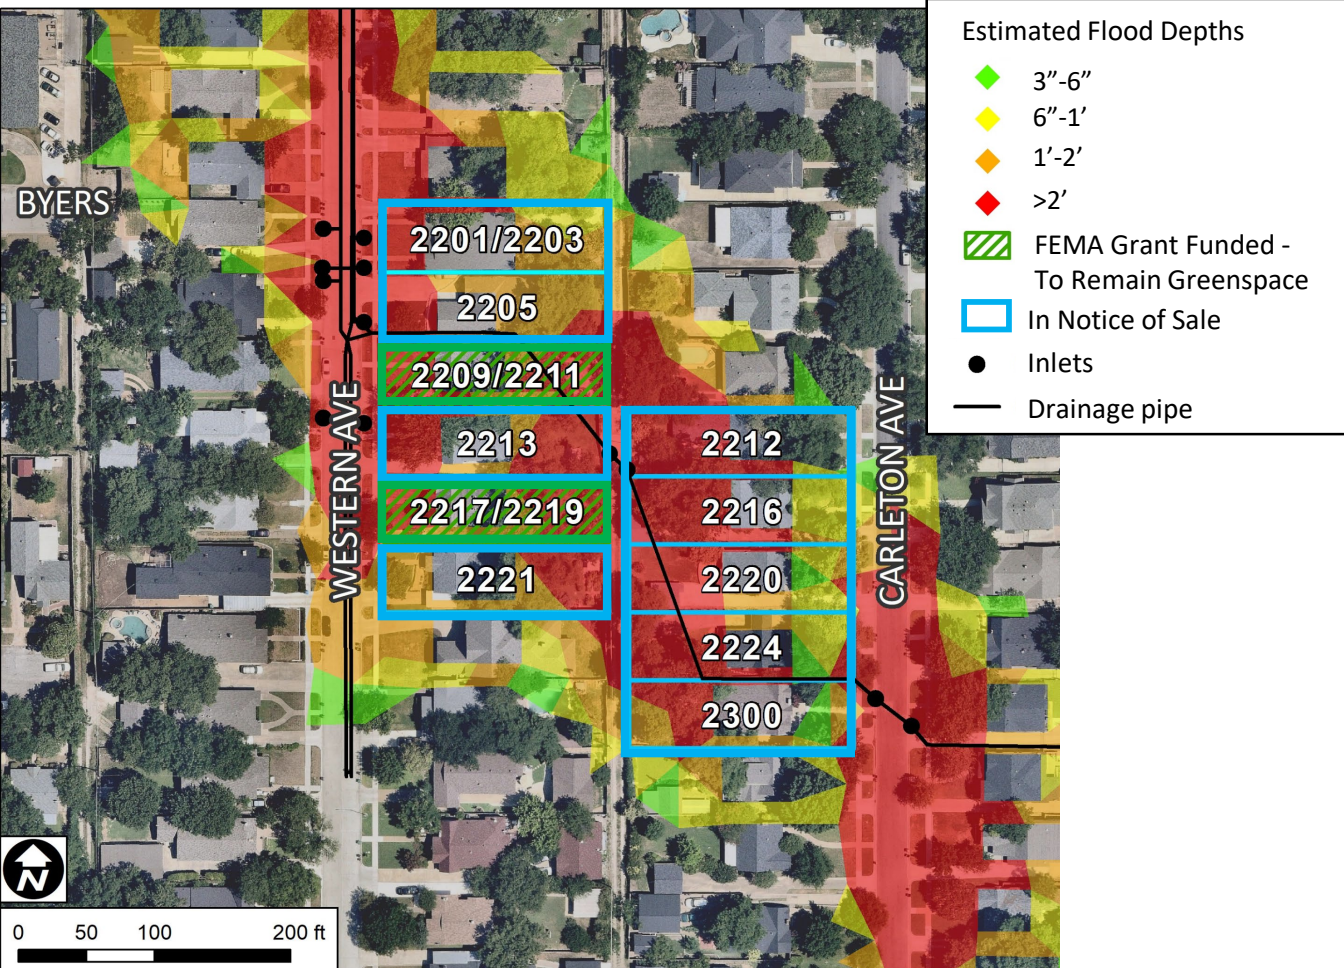 Estimated Flood Depths
3”-6”
6”-1’
1’-2’
>2’
FEMA Grant Funded -
To Remain Greenspace
In Notice of Sale
Inlets
Drainage pipe
BYERS
WESTERN AVE
CARLETON AVE
2201/2203
2205
2209/2211
2213
2217/2219
2221
2212
2216
2220
2224
2300
N
0 50 100 200 ft